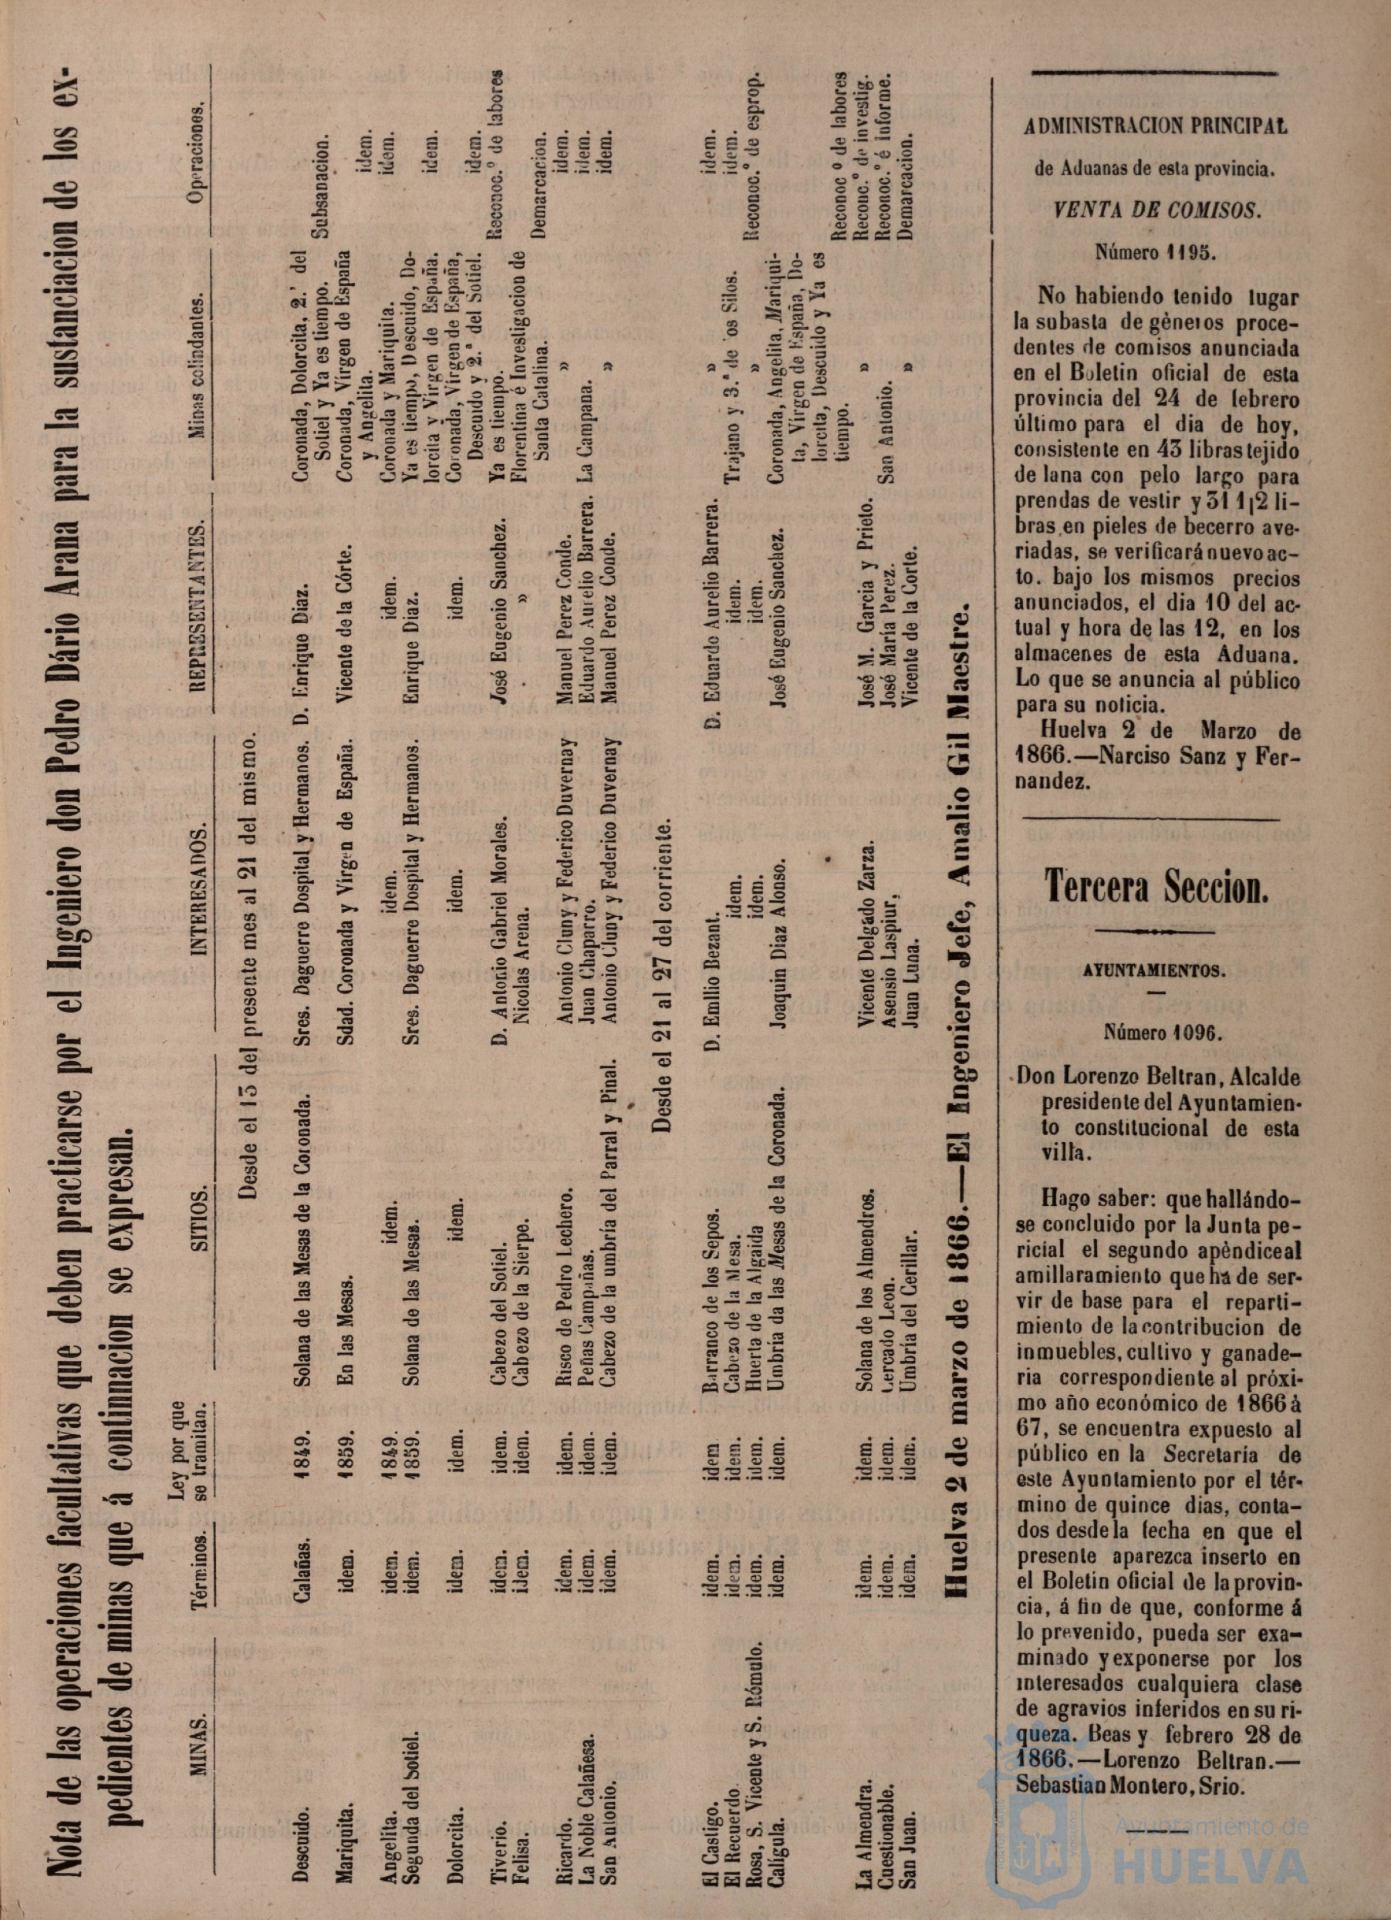 Nota de las operaciones facultativas que deben practicarse por el Ingeniero don Pedro Dário Arana para la sustanciacion de los ex-
pedientes de minas que á continnacion se expresan.
MINAS. Términos. Ley por que se tramitan. SITIOS. INTERESADOS. REPRESENTANTES. Minas colindantes. Operaciones.
Desde el 13 del presente mes al 21 del mismo.
Descuido. Calañas. 1849. Solana de las Mesas de la Coronada. Sres. Daguerre Dospital y Hermanos. D. Enrique Diaz. Coronada, Dolorcita, 2.ª del
Sotiel y Ya es tiempo. Subsanacion.
Mariquita. idem. 1859. En las Mesas. Sdad. Coronada y Virgen de España. Vicente de la Córte. Coronada, Virgen de España
y Angelita. idem.
Angelita. idem. 1849. idem. idem. idem. Coronada y Mariquita. idem.
Segunda del Sotiel. idem. 1859. Solana de las Mesas. Sres. Daguerre Dospital y Hermanos. Enrique Diaz. Ya es tiempo, Descuido, Do-
lorcita y Virgen de España. idem.
Dolorcita. idem. idem. idem. idem. idem. Coronada, Virgen de España,
Descuido y 2.ª del Sotiel. idem.
Tiverio. idem. idem. Cabezo del Sotiel. D. Antonio Gabriel Morales. José Eugenio Sanchez. Ya es tiempo. Reconoc.º de labores
Felisa. idem. idem. Cabezo de la Sierpe. Nicolas Arena. » Florentina é Investigacion de
Santa Catalina. Demarcacion.
Ricardo. idem. idem. Risco de Pedro Lechero. Antonio Cluny y Federico Duvernay Manuel Perez Conde. » idem.
La Noble Calañesa. idem. idem. Peñas Campañas. Juan Chaparro. Eduardo Aurelio Barrera. La Campana. idem.
San Antonio. idem. idem. Cabezo de la umbría del Parral y Pinal. Antonio Cluny y Federico Duvernay Manuel Perez Conde. » idem.
Desde el 21 al 27 del corriente.
El Castigo. idem. idem Barranco de los Sepos. D. Emilio Bezant. D. Eduardo Aurelio Barrera. » idem.
El Recuerdo idem. idem. Cabezo de la Mesa. idem. idem. Trajano y 3.ª de los Silos. idem.
Rosa, S. Vicente y S. Rómulo. idem. idem. Huerta de la Algaida idem. idem. » Reconoc.º de esprop.
Calígula. idem. idem. Umbria da las Mesas de la Coronada. Joaquin Diaz Alonso. José Eugenio Sanchez. Coronada, Angelita, Mariqui-
ta, Virgen de España, Do-
lorcita, Descuido y Ya es
tiempo. Reconoc º de labores
La Almendra. idem. idem. Solana de los Almendros. Vicente Delgado Zarza. José M. Garcia y Prieto. » Reconc.º de investig.
Cuestionable. idem. idem. Cercado Leon. Asensio Laspiur, José María Perez. San Antonio. Reconoc.º é informe.
San Juan. idem. idem. Umbría del Cerillar. Juan Luna. Vicente de la Corte. » Demarcacion.
Huelva 2 de marzo de 1866.—El Ingeniero Jefe, Amalio Gil Maestre.
ADMINISTRACION PRINCIPAL
de Aduanas de esta provincia.
VENTA DE COMISOS.
Número 1195.
No habiendo tenido lugar
la subasta de gèneros proce-
dentes de comisos anunciada
en el Boletin oficial de esta
provincia del 24 de febrero
último para el dia de hoy,
consistente en 43 libras tejido
de lana con pelo largo para
prendas de vestir y 31 1|2 li-
bras en pieles de becerro ave-
riadas, se verificará nuevo ac-
to. bajo los mismos precios
anunciados, el dia 10 del ac-
tual y hora de las 12, en los
almacenes de esta Aduana.
Lo que se anuncia al público
para su noticia.
Huelva 2 de Marzo de
1866.—Narciso Sanz y Fer-
nandez.
Tercera Seccion.
AYUNTAMIENTOS.
Número 1096.
Don Lorenzo Beltran, Alcalde
presidente del Ayuntamien-
to constitucional de esta
villa.
Hago saber: que hallándo-
se concluido por la Junta pe-
ricial el segundo apèndice al
amillaramiento que ha de ser-
vir de base para el reparti-
miento de la contribucion de
inmuebles, cultivo y ganade-
ria correspondiente al próxi-
mo año económico de 1866 à
67, se encuentra expuesto al
público en la Secretaria de
este Ayuntamiento por el tér-
mino de quince dias, conta-
dos desde la fecha en que el
presente aparezca inserto en
el Boletin oficial de la provin-
cia, á fin de que, conforme á
lo prevenido, pueda ser exa-
minado y exponerse por los
interesados cualquiera clase
de agravios inferidos en su ri-
queza. Beas y febrero 28 de
1866.—Lorenzo Beltran.—
Sebastian Montero, Srio.
Ayuntamiento de
HUELVA